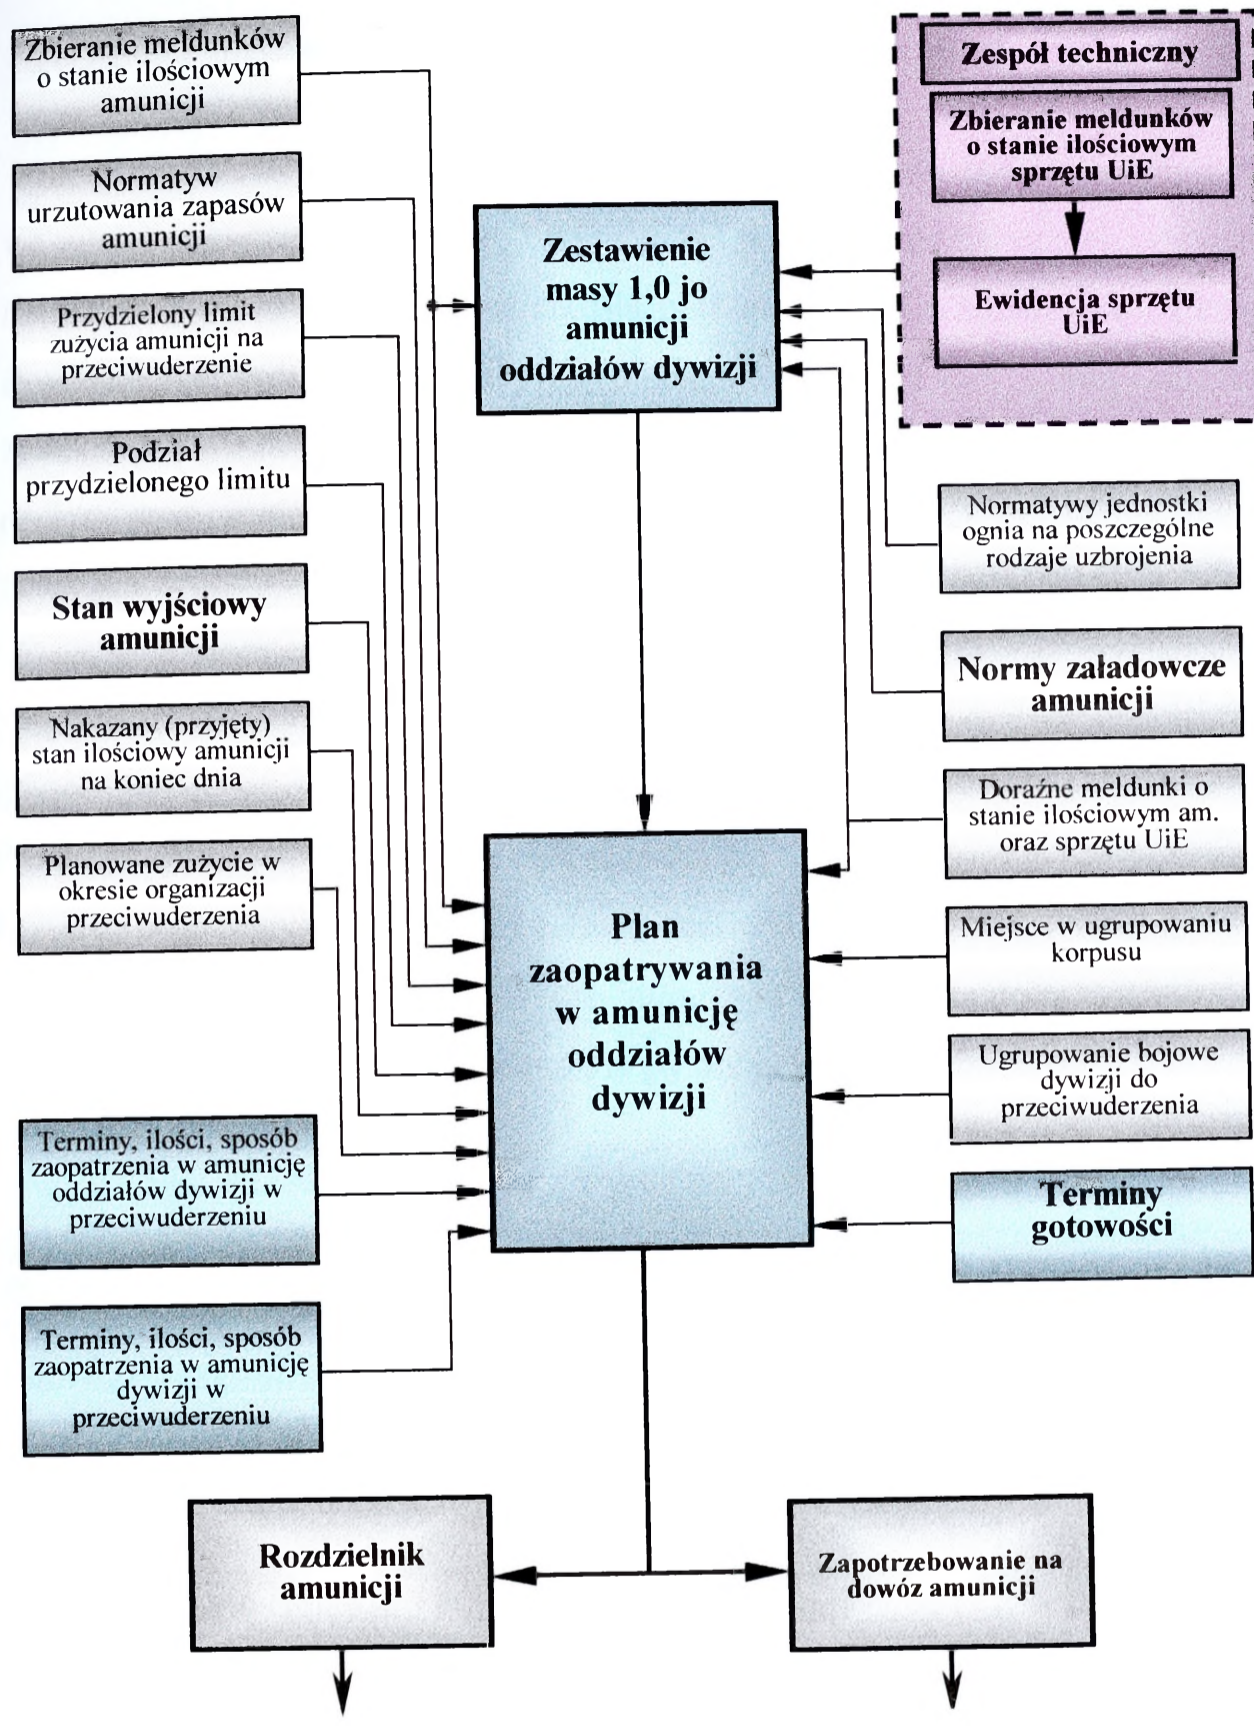 Zbieranie meldunków
o stanie ilościowym
amunicji
Normatyw
urzutowania zapasów
amunicji
Przydzielony limit
zużycia amunicji na
przeciwuderzenie
Podział
przydzielonego limitu
Stan wyjściowy
amunicji
Nakazany (przyjęty)
stan ilościowy amunicji
na koniec dnia
Planowane zużycie w
okresie organizacji
przeciwuderzenia
Terminy, ilości, sposób
zaopatrzenia w amunicję
oddziałów dywizji w
przeciwuderzeniu
Terminy, ilości, sposób
zaopatrzenia w amunicję
dywizji w
przeciwuderzeniu
Zestawienie
masy 1,0 jo
amunicji
oddziałów dywizji
Plan
zaopatrywania
w amunicję
oddziałów
dywizji
Zespół techniczny
Zbieranie meldunków
o stanie ilościowym
sprzętu UiE
Ewidencja sprzętu
UiE
Normatywy jednostki
ognia na poszczególne
rodzaje uzbrojenia
Normy załadowcze
amunicji
Doraźne meldunki o
stanie ilościowym am.
oraz sprzętu UiE
Miejsce w ugrupowaniu
korpusu
Ugrupowanie bojowe
dywizji do
przeciwuderzenia
Terminy
gotowości
Rozdzielnik
amunicji
Zapotrzebowanie na
dowóz amunicji